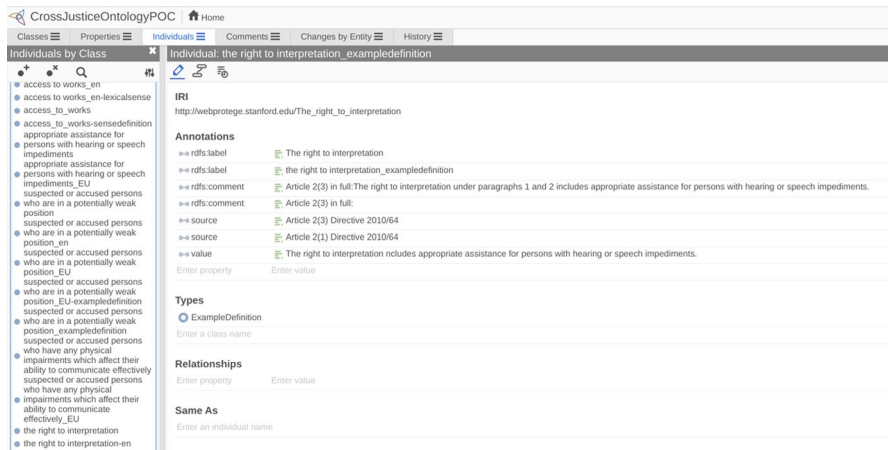 CrossJusticeOntologyPOC Home
Classes Properties Individuals Comments Changes by Entity History
Individuals by Class
access to works_en
access to works_en-lexicalsense
access_to_works
access_to_works-sensedefinition
appropriate assistance for
persons with hearing or speech
impediments
appropriate assistance for
persons with hearing or speech
impediments_EU
suspected or accused persons
who are in a potentially weak
position
suspected or accused persons
who are in a potentially weak
position_en
suspected or accused persons
who are in a potentially weak
position_EU
suspected or accused persons
who are in a potentially weak
position_EU-exampledefinition
suspected or accused persons
who are in a potentially weak
position_exampledefinition
suspected or accused persons
who have any physical
impairments which affect their
ability to communicate effectively
suspected or accused persons
who have any physical
impairments which affect their
ability to communicate
effectively_EU
the right to interpretation
the right to interpretation-en
Individual: the right to interpretation_exampledefinition
IRI
http://webprotege.stanford.edu/The_right_to_interpretation
Annotations
rdfs:label The right to interpretation
rdfs:label the right to interpretation_exampledefinition
rdfs:comment Article 2(3) in full:The right to interpretation under paragraphs 1 and 2 includes appropriate assistance for persons with hearing or speech impediments.
rdfs:comment Article 2(3) in full:
source Article 2(3) Directive 2010/64
source Article 2(1) Directive 2010/64
value The right to interpretation ncludes appropriate assistance for persons with hearing or speech impediments.
Enter property Enter value
Types
ExampleDefinition
Enter a class name
Relationships
Enter property Enter value
Same As
Enter an individual name